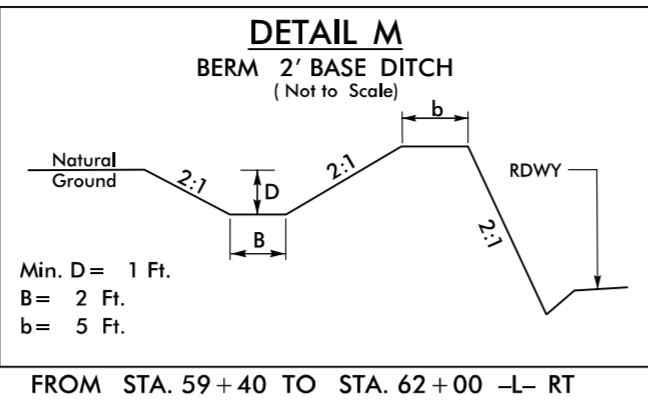 DETAIL M
BERM 2' BASE DITCH
( Not to Scale)
b
Natural
Ground
2:1
D
2:1
RDWY
B
2:1
Min. D = 1 Ft.
B = 2 Ft.
b = 5 Ft.
FROM STA. 59+40 TO STA. 62+00 –L– RT